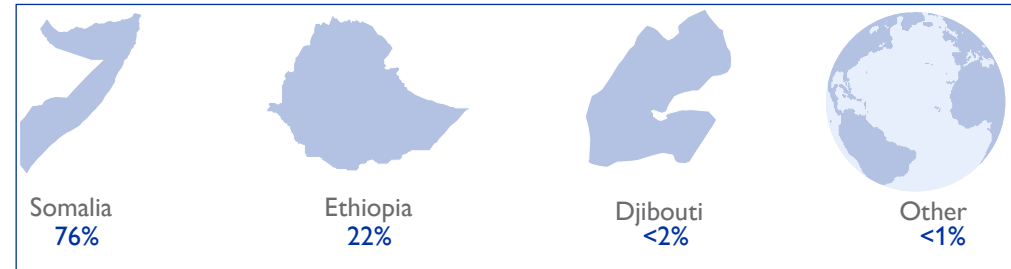 Somalia
76%
Ethiopia
22%
Djibouti
<2%
Other
<1%